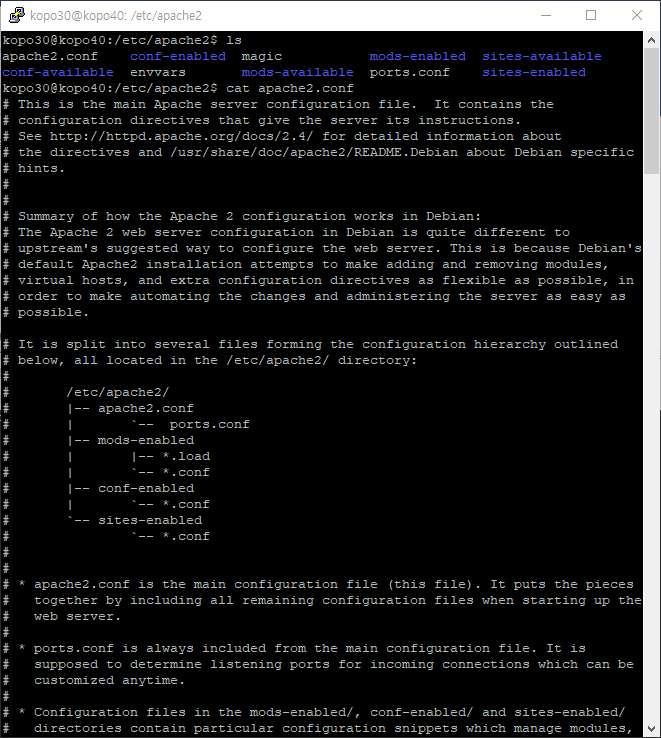 kopo30@kopo40: /etc/apache2
kopo30@kopo40:/etc/apache2$ ls
apache2.conf    conf-enabled  magic           mods-enabled  sites-available
conf-available  envvars       mods-available  ports.conf    sites-enabled
kopo30@kopo40:/etc/apache2$ cat apache2.conf
# This is the main Apache server configuration file.  It contains the
# configuration directives that give the server its instructions.
# See http://httpd.apache.org/docs/2.4/ for detailed information about
# the directives and /usr/share/doc/apache2/README.Debian about Debian specific
# hints.
#
#
# Summary of how the Apache 2 configuration works in Debian:
# The Apache 2 web server configuration in Debian is quite different to
# upstream's suggested way to configure the web server. This is because Debian's
# default Apache2 installation attempts to make adding and removing modules,
# virtual hosts, and extra configuration directives as flexible as possible, in
# order to make automating the changes and administering the server as easy as
# possible.

# It is split into several files forming the configuration hierarchy outlined
# below, all located in the /etc/apache2/ directory:
#
#       /etc/apache2/
#       |-- apache2.conf
#       |       `--  ports.conf
#       |-- mods-enabled
#       |       |-- *.load
#       |       `-- *.conf
#       |-- conf-enabled
#       |       `-- *.conf
#       `-- sites-enabled
#               `-- *.conf
#
#
# * apache2.conf is the main configuration file (this file). It puts the pieces
#   together by including all remaining configuration files when starting up the
#   web server.
#
# * ports.conf is always included from the main configuration file. It is
#   supposed to determine listening ports for incoming connections which can be
#   customized anytime.
#
# * Configuration files in the mods-enabled/, conf-enabled/ and sites-enabled/
#   directories contain particular configuration snippets which manage modules,